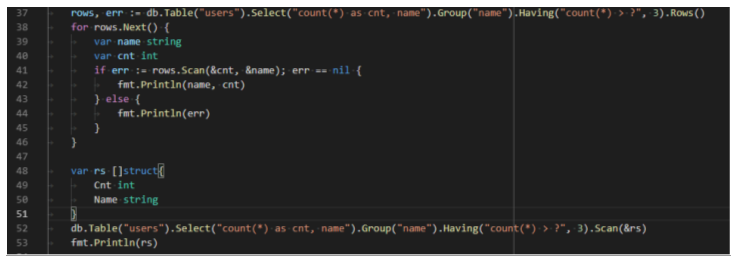 37 rows, err := db.Table("users").Select("count(*) as cnt, name").Group("name").Having("count(*) > ?", 3).Rows()
38 for rows.Next() {
39 var name string
40 var cnt int
41 if err := rows.Scan(&cnt, &name); err == nil {
42 fmt.Println(name, cnt)
43 } else {
44 fmt.Println(err)
45 }
46 }
47
48 var rs []struct{
49 Cnt int
50 Name string
51 }
52 db.Table("users").Select("count(*) as cnt, name").Group("name").Having("count(*) > ?", 3).Scan(&rs)
53 fmt.Println(rs)